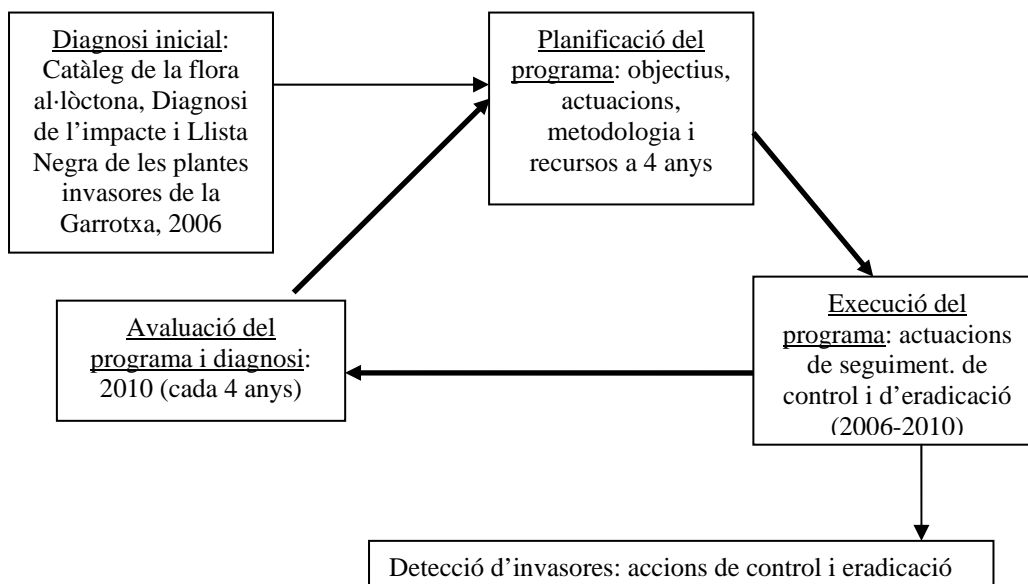 Diagnosi inicial:
Catàleg de la flora
al·lòctona, Diagnosi
de l'impacte i Llista
Negra de les plantes
invasores de la
Garrotxa, 2006
Planificació del
programa: objectius,
actuacions,
metodologia i
recursos a 4 anys
Avaluació del
programa i diagnosi:
2010 (cada 4 anys)
Execució del
programa: actuacions
de seguiment. de
control i d'eradicació
(2006-2010)
Detecció d'invasores: accions de control i eradicació